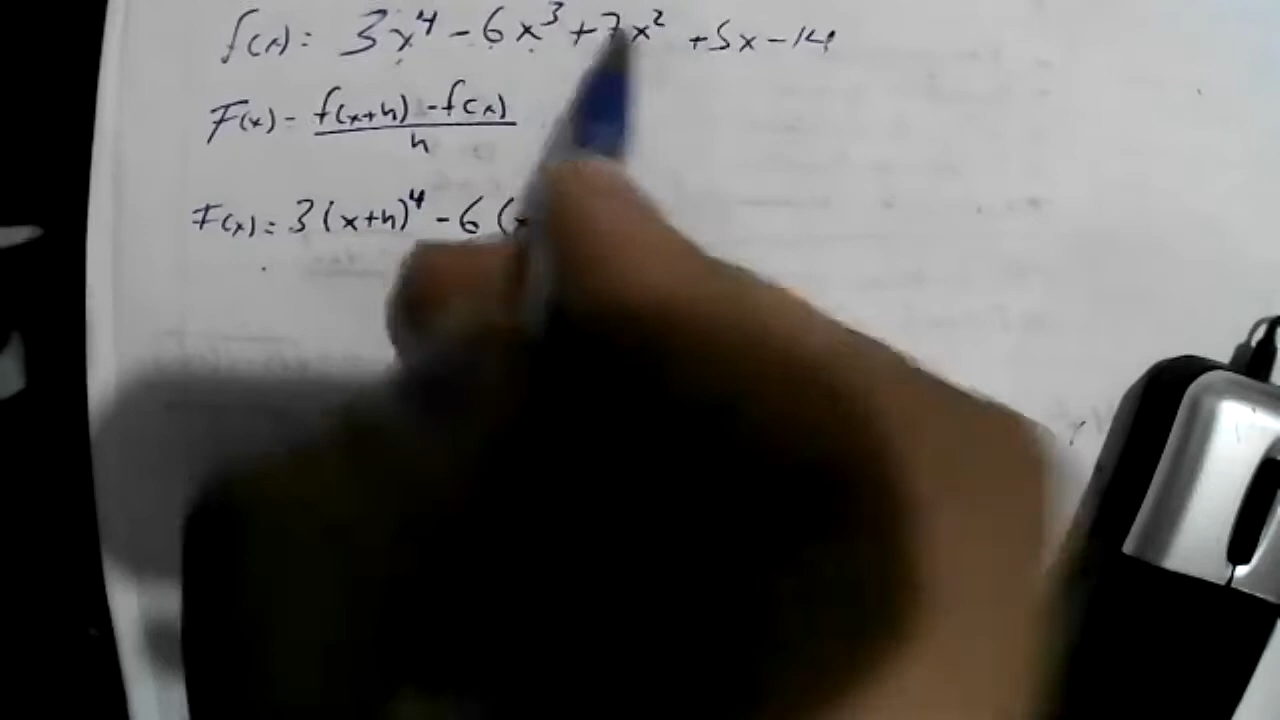 f(x) = 3x⁴ - 6x³ + 7x² + 5x - 14
F(x) - f(x+h) - f(x) / h
F(x) = 3(x+h)⁴ - 6(x